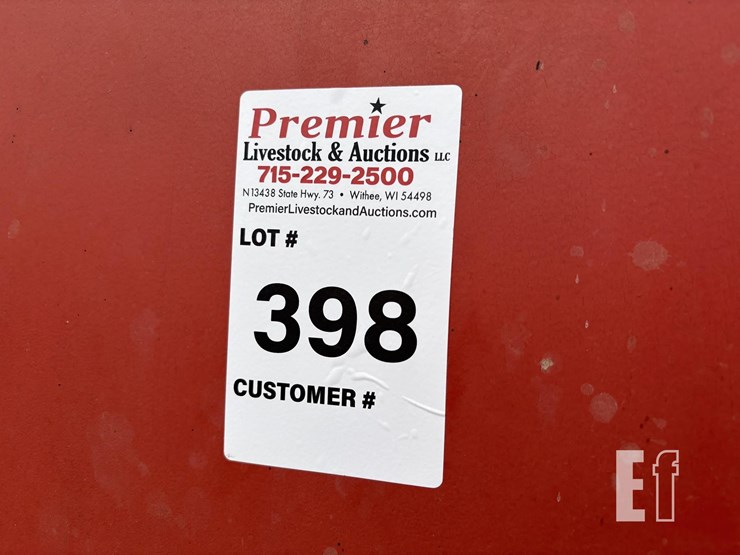 Premier
Livestock & Auctions LLC
715-229-2500
N13438 State Hwy. 73 • Withee, WI 54498
PremierLivestockandAuctions.com
LOT #
398
CUSTOMER #
Ef